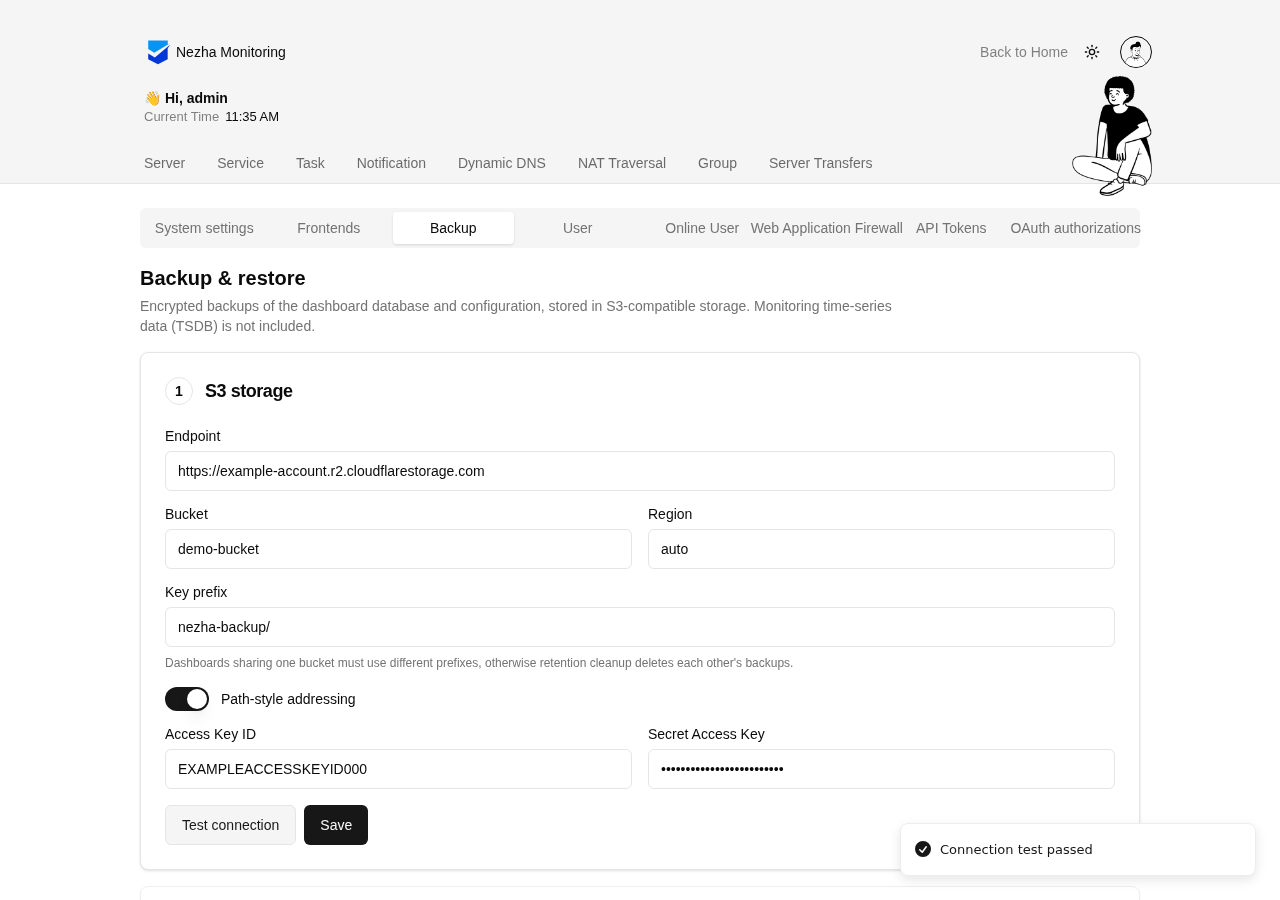 Nezha Monitoring
Back to Home
👋 Hi, admin
Current Time 11:35 AM
Server Service Task Notification Dynamic DNS NAT Traversal Group Server Transfers
System settings Frontends Backup User Online User Web Application Firewall API Tokens OAuth authorizations
Backup & restore
Encrypted backups of the dashboard database and configuration, stored in S3-compatible storage. Monitoring time-series
data (TSDB) is not included.
1 S3 storage
Endpoint
https://example-account.r2.cloudflarestorage.com
Bucket Region
demo-bucket auto
Key prefix
nezha-backup/
Dashboards sharing one bucket must use different prefixes, otherwise retention cleanup deletes each other's backups.
Path-style addressing
Access Key ID Secret Access Key
EXAMPLEACCESSKEYID000 •••••••••••••••••••••••••
Test connection Save
Connection test passed